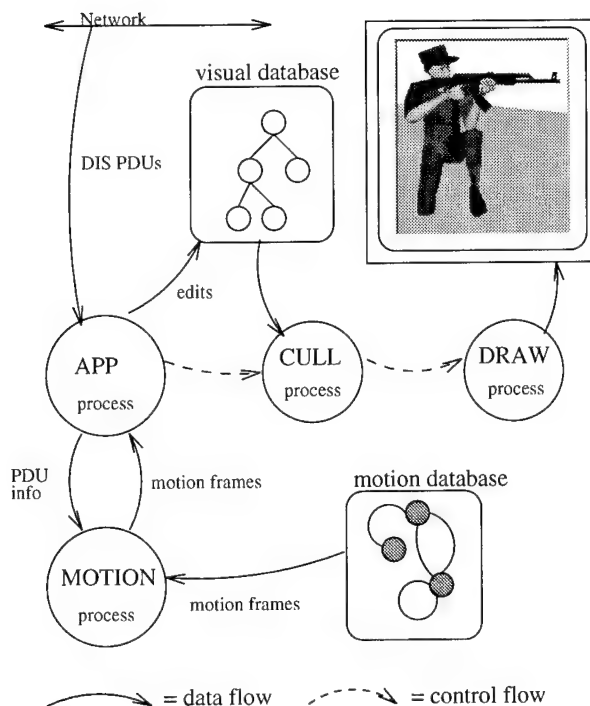 Network
visual database
DIS PDUs
edits
APP
process
CULL
process
DRAW
process
PDU
info
motion frames
motion database
MOTION
process
motion frames
= data flow
= control flow